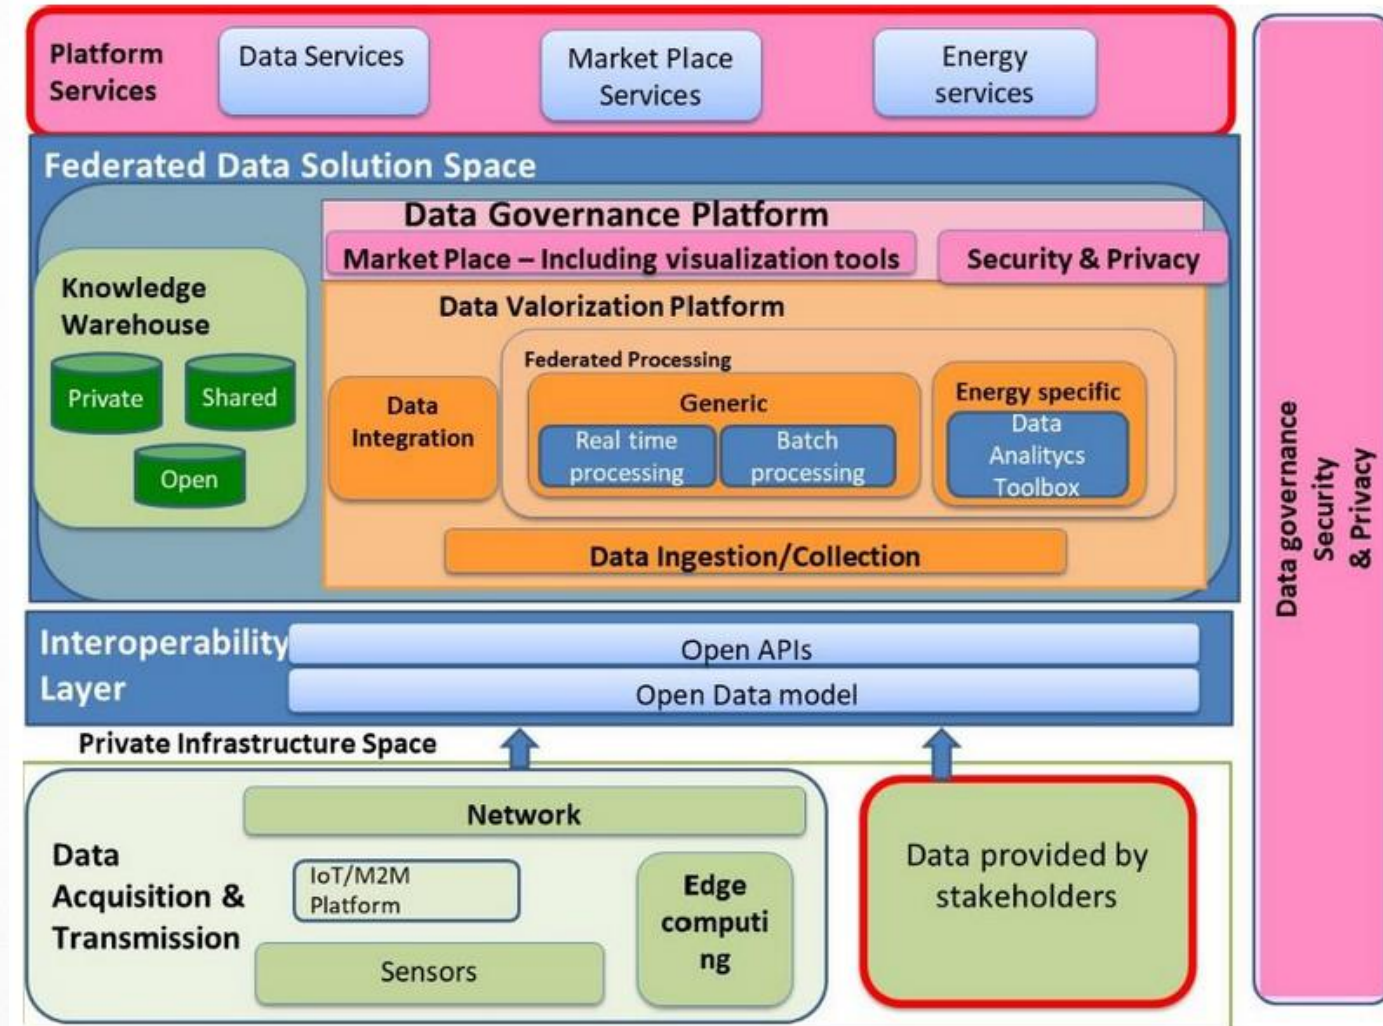 Platform
Services
Data Services
Market Place
Services
Energy
services
Federated Data Solution Space
Data Governance Platform
Market Place – Including visualization tools
Security & Privacy
Knowledge
Warehouse
Private
Shared
Open
Data Valorization Platform
Federated Processing
Data
Integration
Generic
Real time
processing
Batch
processing
Energy specific
Data
Analitycs
Toolbox
Data Ingestion/Collection
Interoperability
Layer
Open APIs
Open Data model
Private Infrastructure Space
Data
Acquisition &
Transmission
Network
IoT/M2M
Platform
Sensors
Edge
computi
ng
Data provided by
stakeholders
Data governance
Security
& Privacy